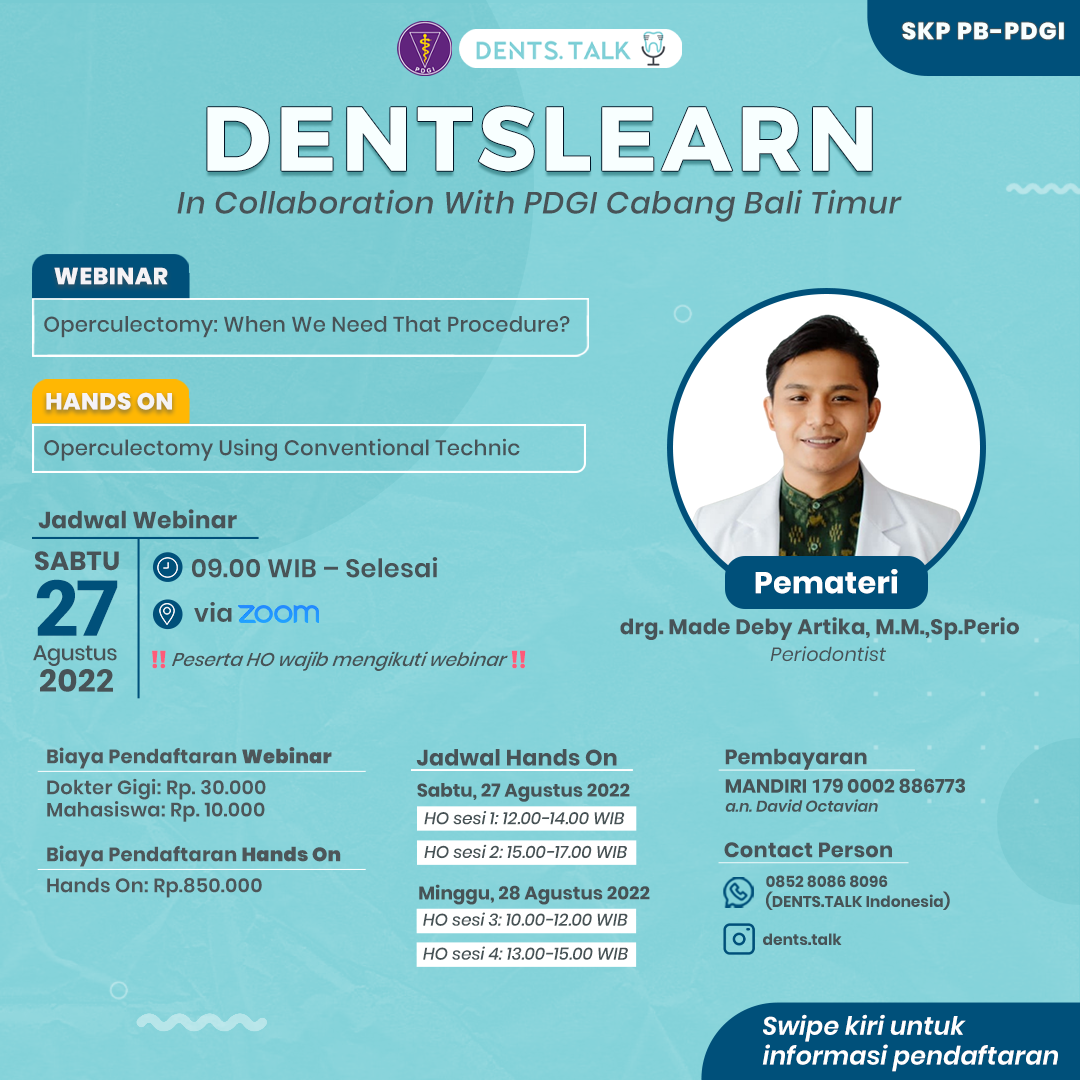 SKP PB-PDGI
PDGI
DENTS. TALK
DENTSLEARN
In Collaboration With PDGI Cabang Bali Timur
WEBINAR
Operculectomy: When We Need That Procedure?
HANDS ON
Operculectomy Using Conventional Technic
Jadwal Webinar
SABTU
27
Agustus
2022
09.00 WIB – Selesai
via zoom
!! Peserta HO wajib mengikuti webinar !!
Pemateri
drg. Made Deby Artika, M.M.,Sp.Perio
Periodontist
Biaya Pendaftaran Webinar
Dokter Gigi: Rp. 30.000
Mahasiswa: Rp. 10.000
Biaya Pendaftaran Hands On
Hands On: Rp.850.000
Jadwal Hands On
Sabtu, 27 Agustus 2022
HO sesi 1: 12.00-14.00 WIB
HO sesi 2: 15.00-17.00 WIB
Minggu, 28 Agustus 2022
HO sesi 3: 10.00-12.00 WIB
HO sesi 4: 13.00-15.00 WIB
Pembayaran
MANDIRI 179 0002 886773
a.n. David Octavian
Contact Person
0852 8086 8096
(DENTS.TALK Indonesia)
dents.talk
Swipe kiri untuk
informasi pendaftaran